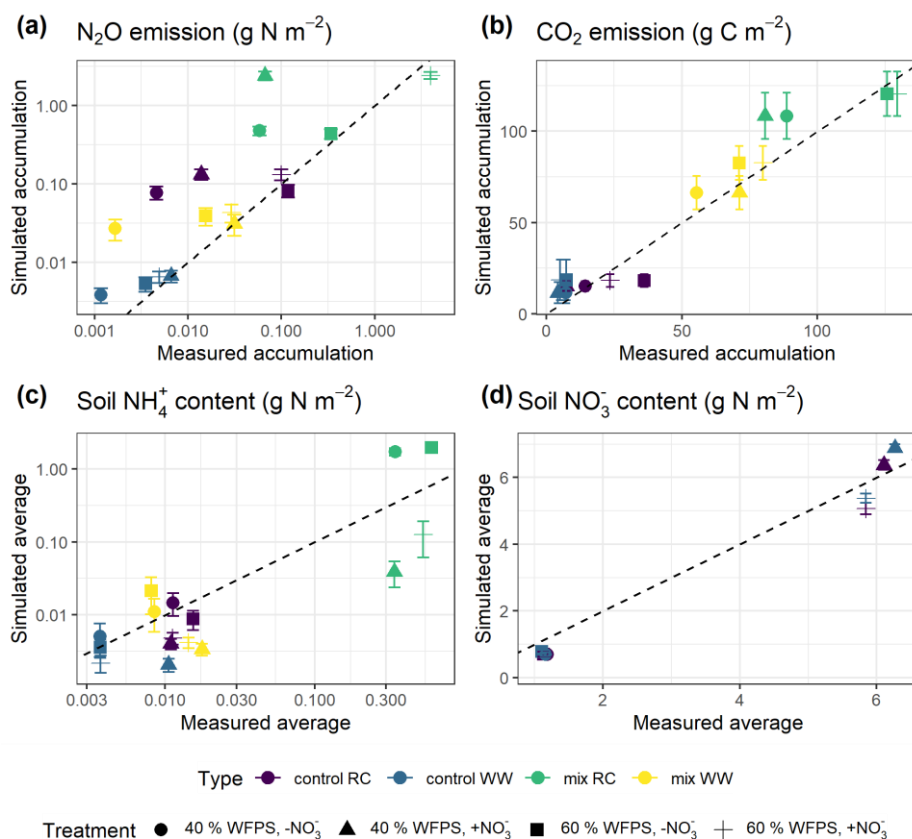 (a) N₂O emission (g N m⁻²)
Simulated accumulation
1.00
0.10
0.01
0.001 0.010 0.100 1.000
Measured accumulation
(b) CO₂ emission (g C m⁻²)
Simulated accumulation
100
50
0
0 50 100
Measured accumulation
(c) Soil NH₄⁺ content (g N m⁻²)
Simulated average
1.00
0.10
0.01
0.003 0.010 0.030 0.100 0.300
Measured average
(d) Soil NO₃⁻ content (g N m⁻²)
Simulated average
6
4
2
0
2 4 6
Measured average
Type control RC control WW mix RC mix WW
Treatment 40 % WFPS, -NO₃⁻ 40 % WFPS, +NO₃⁻ 60 % WFPS, -NO₃⁻ 60 % WFPS, +NO₃⁻